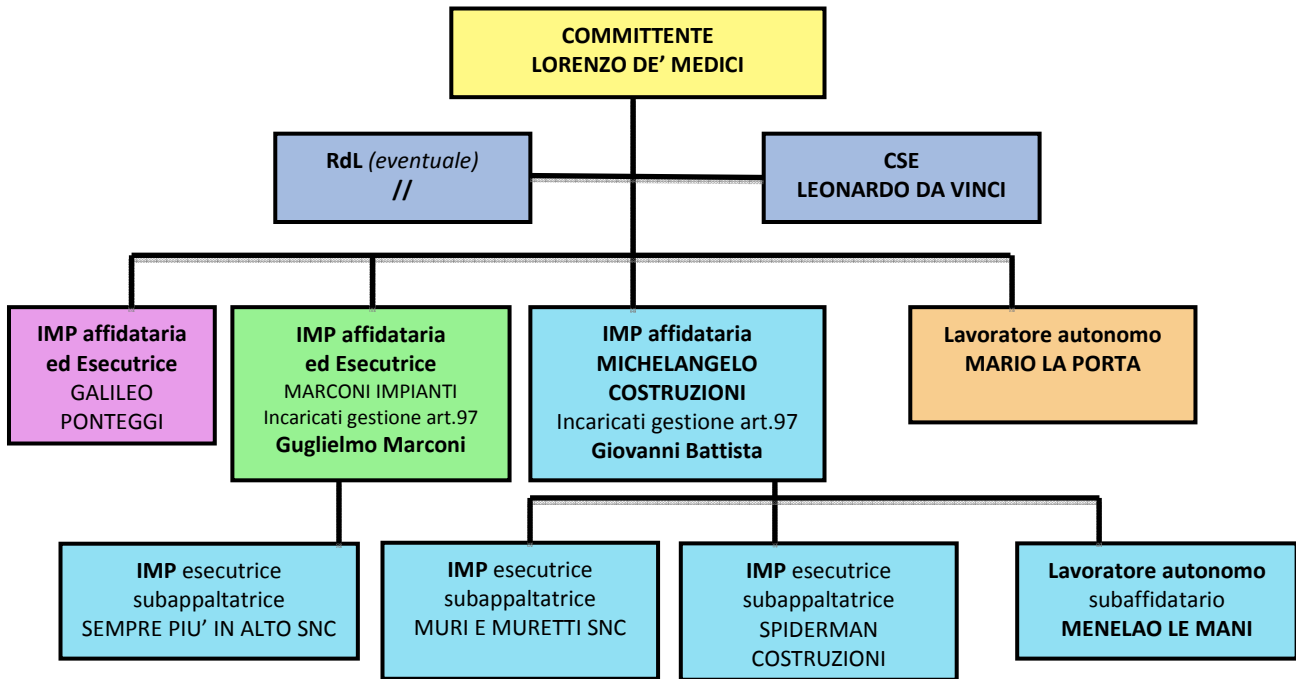 COMMITTENTE
LORENZO DE’ MEDICI
RdL (eventuale)
//
CSE
LEONARDO DA VINCI
IMP affidataria
ed Esecutrice
GALILEO
PONTEGGI
IMP affidataria
ed Esecutrice
MARCONI IMPIANTI
Incaricati gestione art.97
Guglielmo Marconi
IMP affidataria
MICHELANGELO
COSTRUZIONI
Incaricati gestione art.97
Giovanni Battista
Lavoratore autonomo
MARIO LA PORTA
IMP esecutrice
subappaltatrice
SEMPRE PIU’ IN ALTO SNC
IMP esecutrice
subappaltatrice
MURI E MURETTI SNC
IMP esecutrice
subappaltatrice
SPIDERMAN
COSTRUZIONI
Lavoratore autonomo
subaffidatario
MENELAO LE MANI